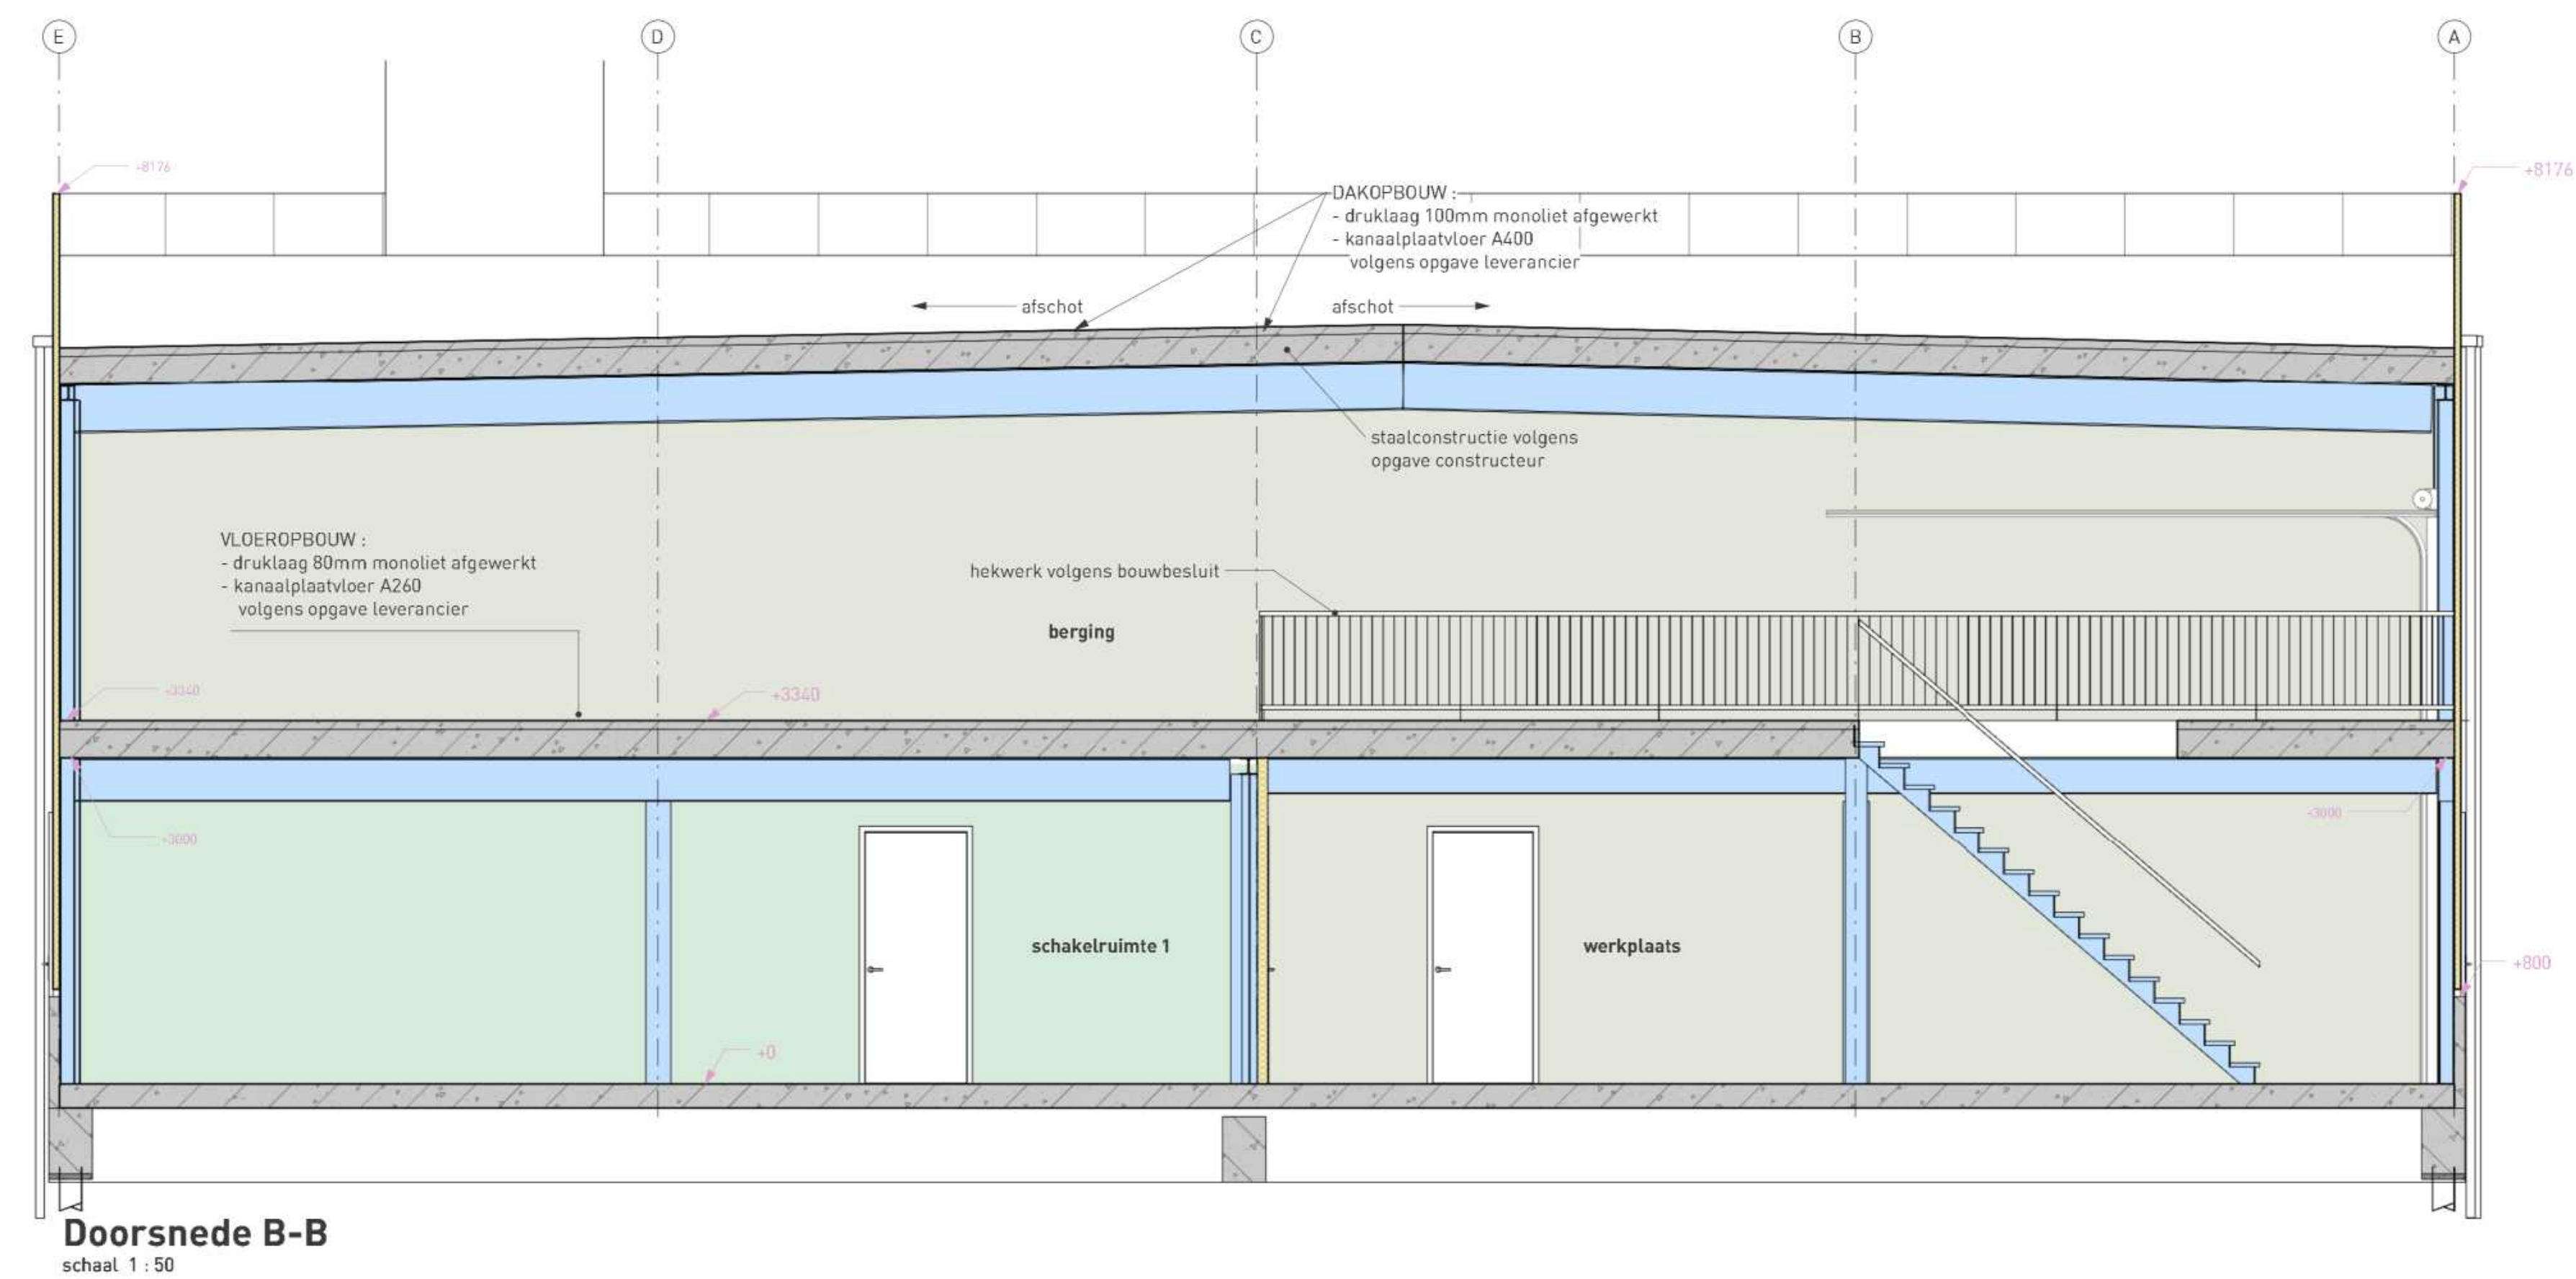 E
D
C
B
A
+8176
+8176
DAKOPBOUW :
- druklaag 100mm monoliet afgewerkt
- kanaalplaatvloer A400
volgens opgave leverancier
afschot
afschot
staalconstructie volgens
opgave constructeur
VLOEROPBOUW :
- druklaag 80mm monoliet afgewerkt
- kanaalplaatvloer A260
volgens opgave leverancier
hekwerk volgens bouwbesluit
berging
+3340
+3340
+3000
+3000
schakelruimte 1
werkplaats
+800
+0
Doorsnede B-B
schaal 1 : 50